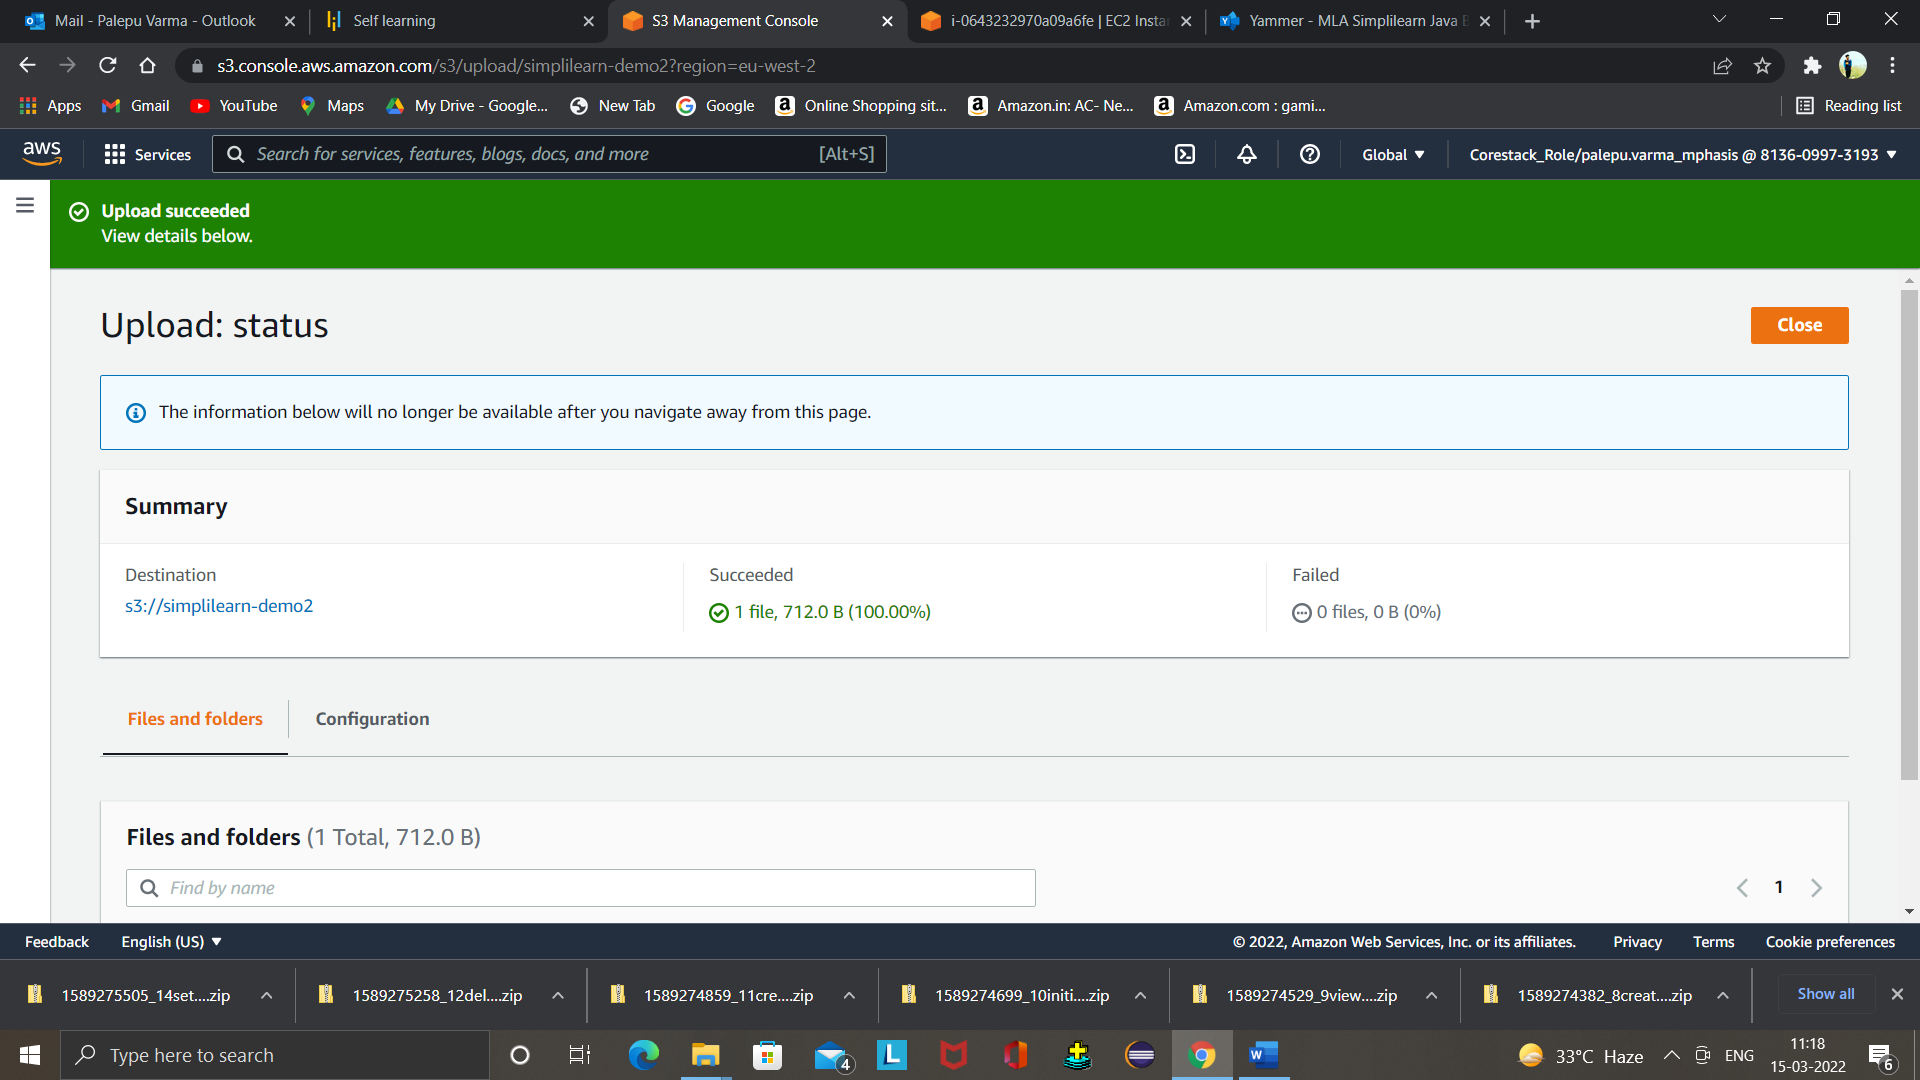 Mail - Palepu Varma - Outlook
Self learning
S3 Management Console
i-0643232970a09a6fe | EC2 Insta
Yammer - MLA Simplilearn Java B
s3.console.aws.amazon.com/s3/upload/simplilearn-demo2?region=eu-west-2
Apps
Gmail
YouTube
Maps
My Drive - Google...
New Tab
Google
Online Shopping sit...
Amazon.in: AC- Ne...
Amazon.com : gami...
Reading list
aws
Services
Search for services, features, blogs, docs, and more
[Alt+S]
Global
Corestack_Role/palepu.varma_mphasis @ 8136-0997-3193
Upload succeeded
View details below.
Upload: status
Close
The information below will no longer be available after you navigate away from this page.
Summary
Destination
s3://simplilearn-demo2
Succeeded
1 file, 712.0 B (100.00%)
Failed
0 files, 0 B (0%)
Files and folders
Configuration
Files and folders (1 Total, 712.0 B)
Find by name
1
Feedback
English (US)
© 2022, Amazon Web Services, Inc. or its affiliates.
Privacy
Terms
Cookie preferences
1589275505_14set....zip
1589275258_12del....zip
1589274859_11cre....zip
1589274699_10initi....zip
1589274529_9view....zip
1589274382_8creat....zip
Show all
Type here to search
4
L
W
33°C Haze
ENG
11:18
15-03-2022
6